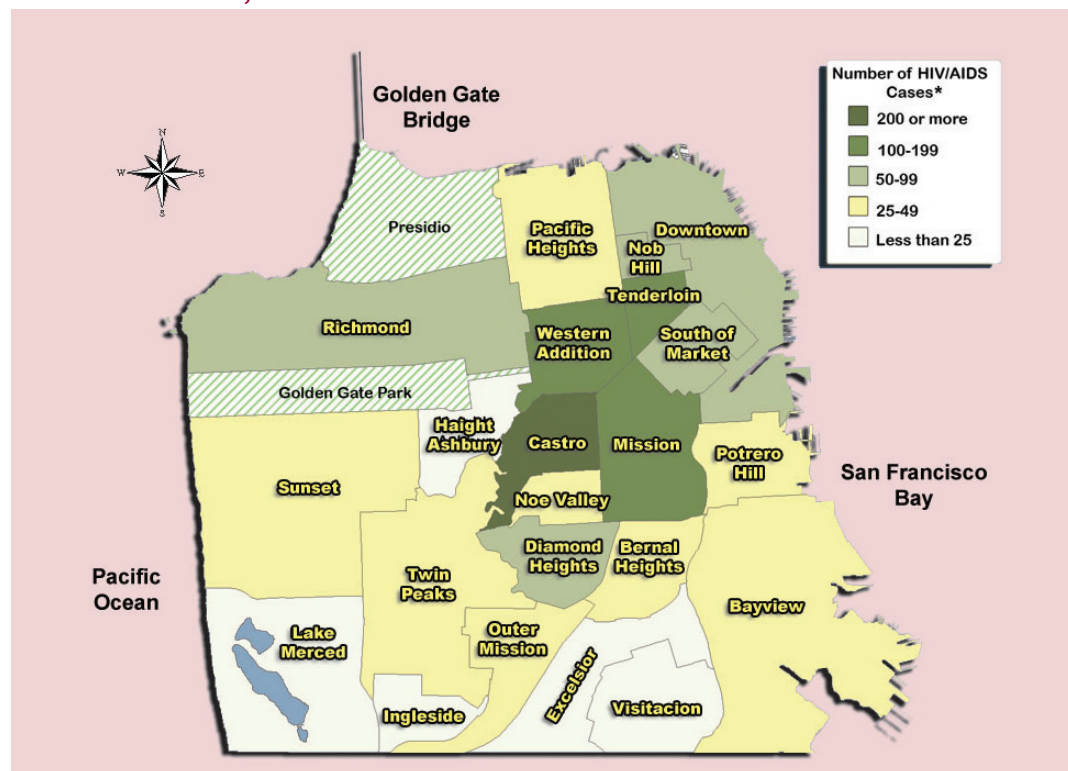 Golden Gate
Bridge
Number of HIV/AIDS
Cases*
200 or more
100-199
50-99
25-49
Less than 25
N
W
E
S
Presidio
Pacific
Heights
Downtown
Nob
Hill
Tenderloin
Richmond
Western
Addition
South of
Market
Golden Gate Park
Haight
Ashbury
Castro
Mission
Potrero
Hill
San Francisco
Bay
Sunset
Noe Valley
Diamond
Heights
Bernal
Heights
Pacific
Ocean
Twin
Peaks
Bayview
Lake
Merced
Outer
Mission
Excelsior
Ingleside
Visitacion